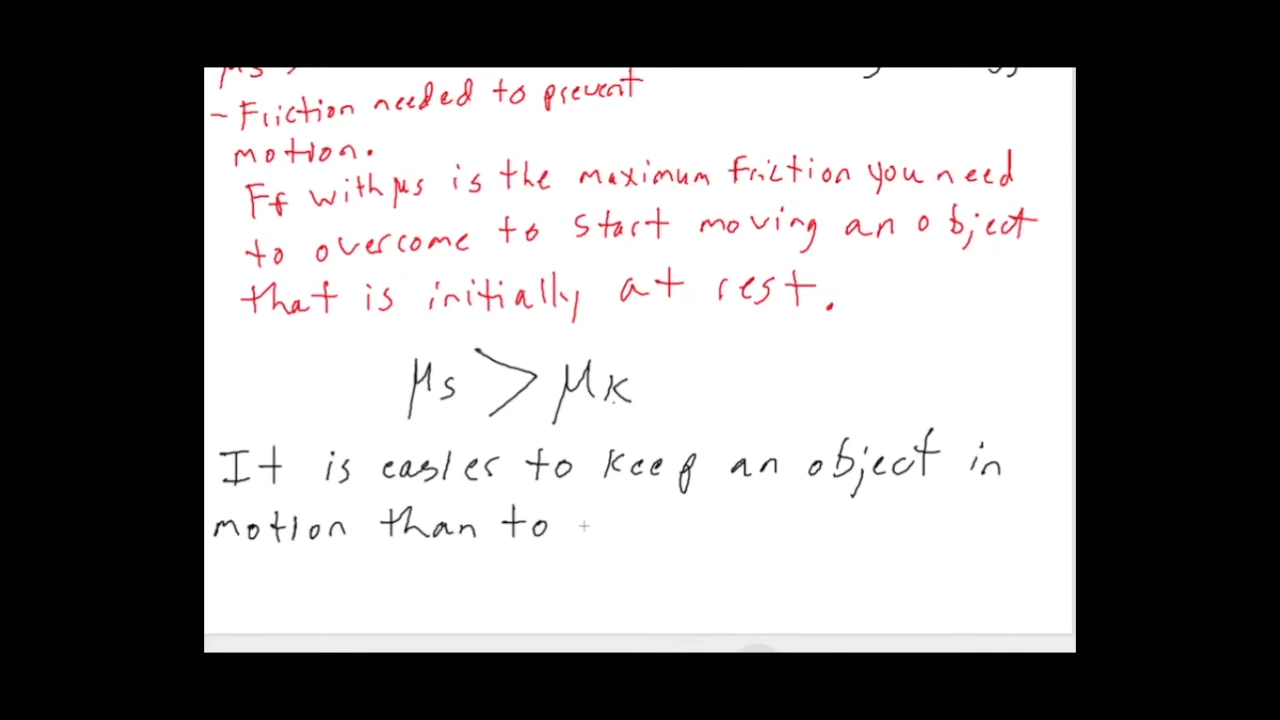 - Friction needed to prevent
motion.
Ff with μs is the maximum friction you need
to overcome to start moving an object
that is initially at rest.
μs > μk
It is easier to keep an object in
motion than to